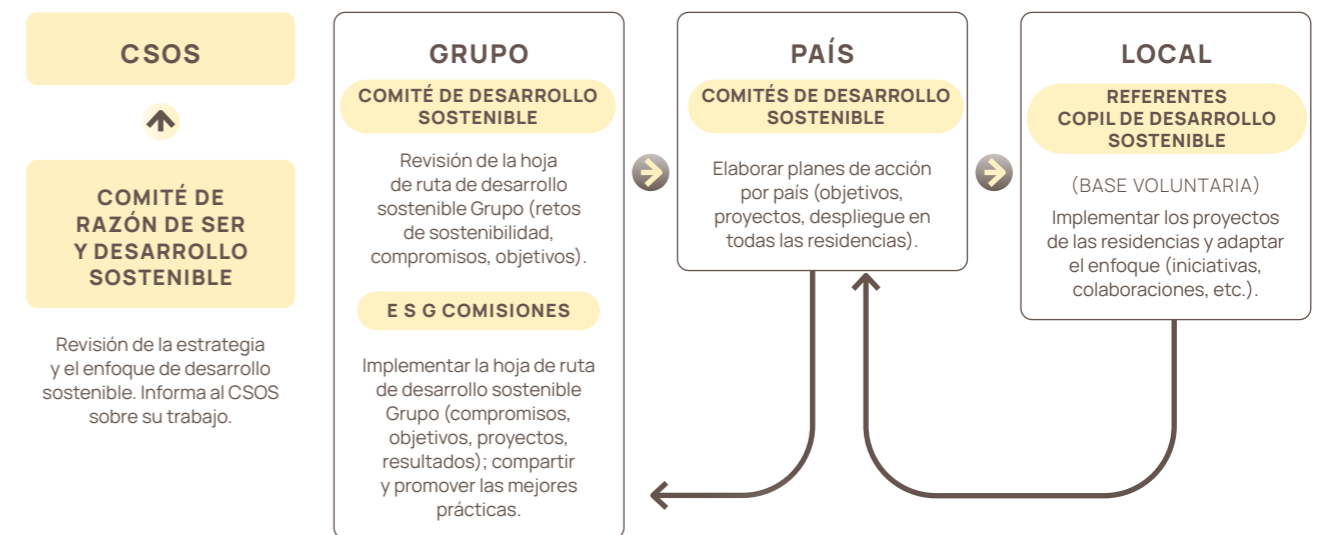 CSOS
COMITÉ DE
RAZÓN DE SER
Y DESARROLLO
SOSTENIBLE
Revisión de la estrategia
y el enfoque de desarrollo
sostenible. Informa al CSOS
sobre su trabajo.
GRUPO
COMITÉ DE DESARROLLO
SOSTENIBLE
Revisión de la hoja
de ruta de desarrollo
sostenible Grupo (retos
de sostenibilidad,
compromisos, objetivos).
E S G COMISIONES
Implementar la hoja de ruta
de desarrollo sostenible
Grupo (compromisos,
objetivos, proyectos,
resultados); compartir
y promover las mejores
prácticas.
PAÍS
COMITÉS DE DESARROLLO
SOSTENIBLE
Elaborar planes de acción
por país (objetivos,
proyectos, despliegue en
todas las residencias).
LOCAL
REFERENTES
COPIL DE DESARROLLO
SOSTENIBLE
(BASE VOLUNTARIA)
Implementar los proyectos
de las residencias y adaptar
el enfoque (iniciativas,
colaboraciones, etc.).